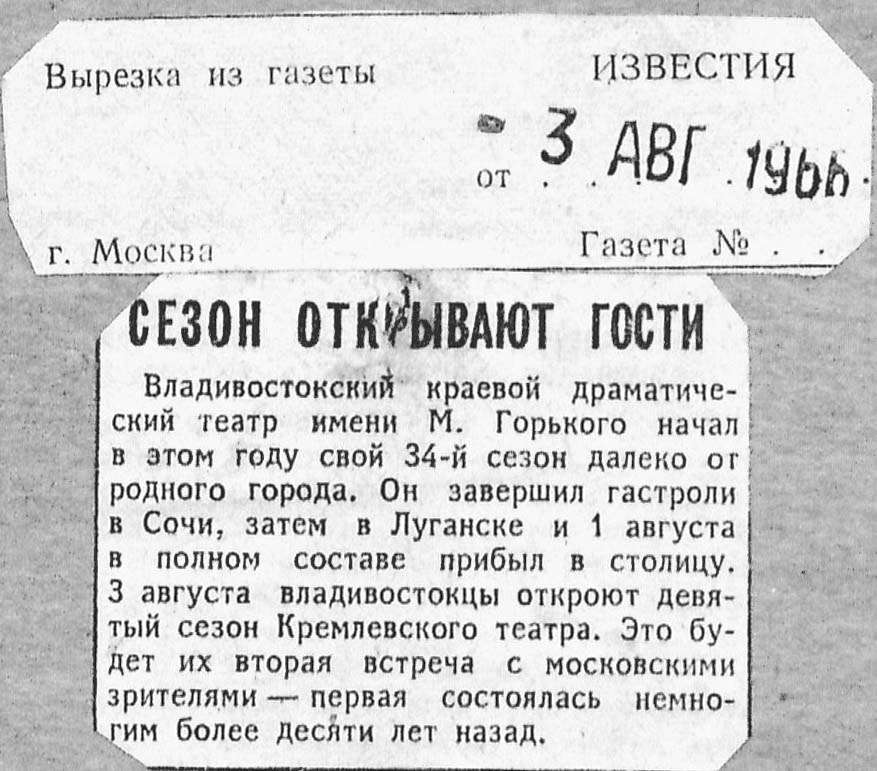 Вырезка из газеты ИЗВЕСТИЯ
от 3 АВГ 1966
г. Москва Газета №
СЕЗОН ОТКРЫВАЮТ ГОСТИ
Владивостокский краевой драматиче-
ский театр имени М. Горького начал
в этом году свой 34-й сезон далеко от
родного города. Он завершил гастроли
в Сочи, затем в Луганске и 1 августа
в полном составе прибыл в столицу.
3 августа владивостокцы откроют девя-
тый сезон Кремлевского театра. Это бу-
дет их вторая встреча с московскими
зрителями — первая состоялась немно-
гим более десяти лет назад.